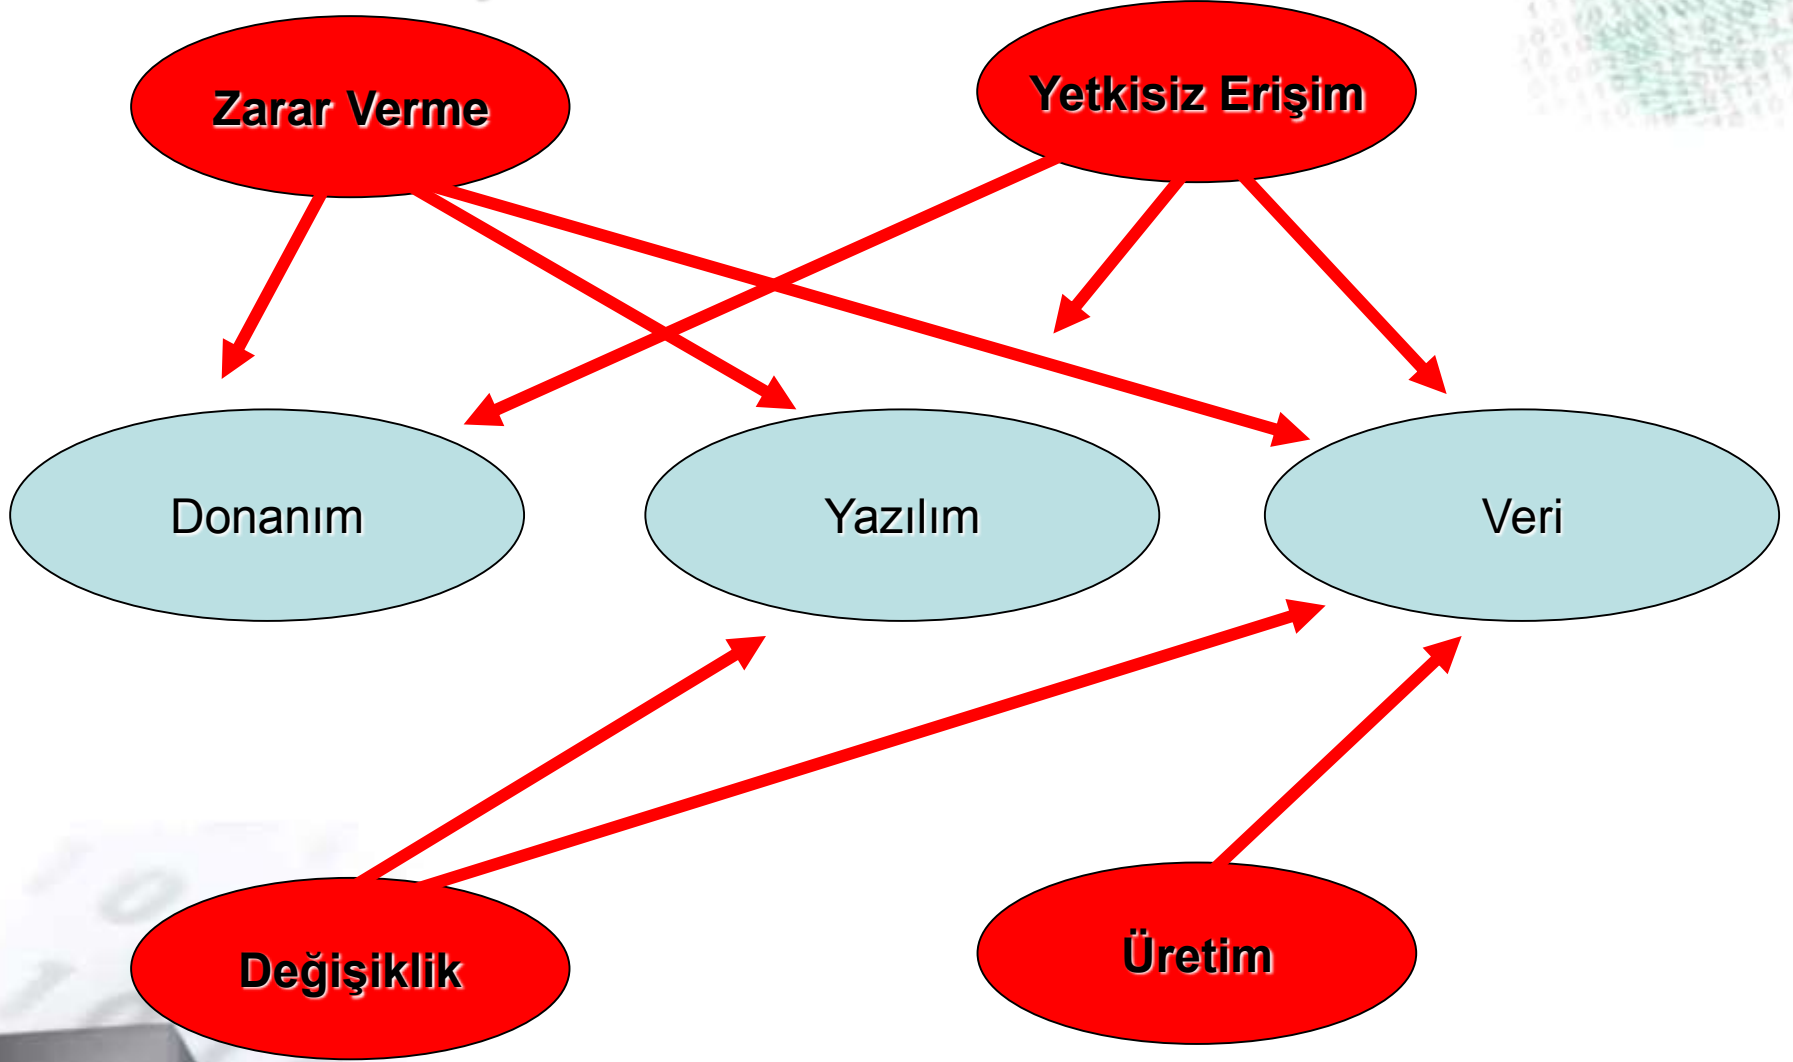 Zarar Verme
Yetkisiz Erişim
Donanım
Yazılım
Veri
Değişiklik
Üretim